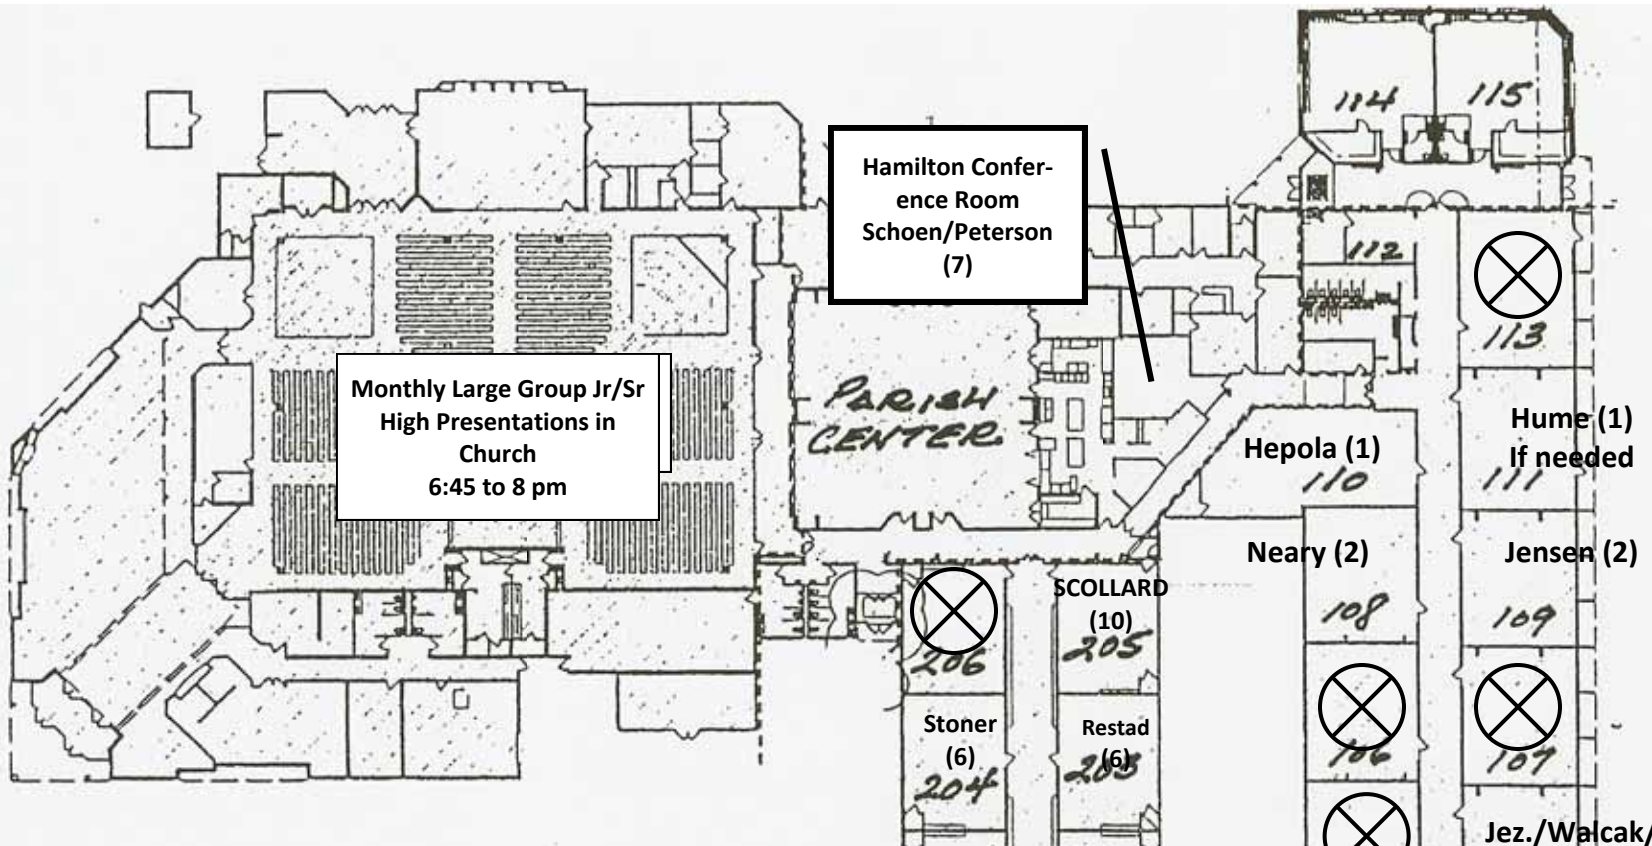 114
115
Hamilton Confer-
ence Room
Schoen/Peterson
(7)
112
113
Monthly Large Group Jr/Sr
High Presentations in
Church
6:45 to 8 pm
PARISH
CENTER
Hepola (1)
110
Hume (1)
If needed
111
Neary (2)
108
Jensen (2)
109
206
SCOLLARD
(10)
205
Stoner
(6)
204
Restad
(6)
203
106
107
Jez./Walcak/